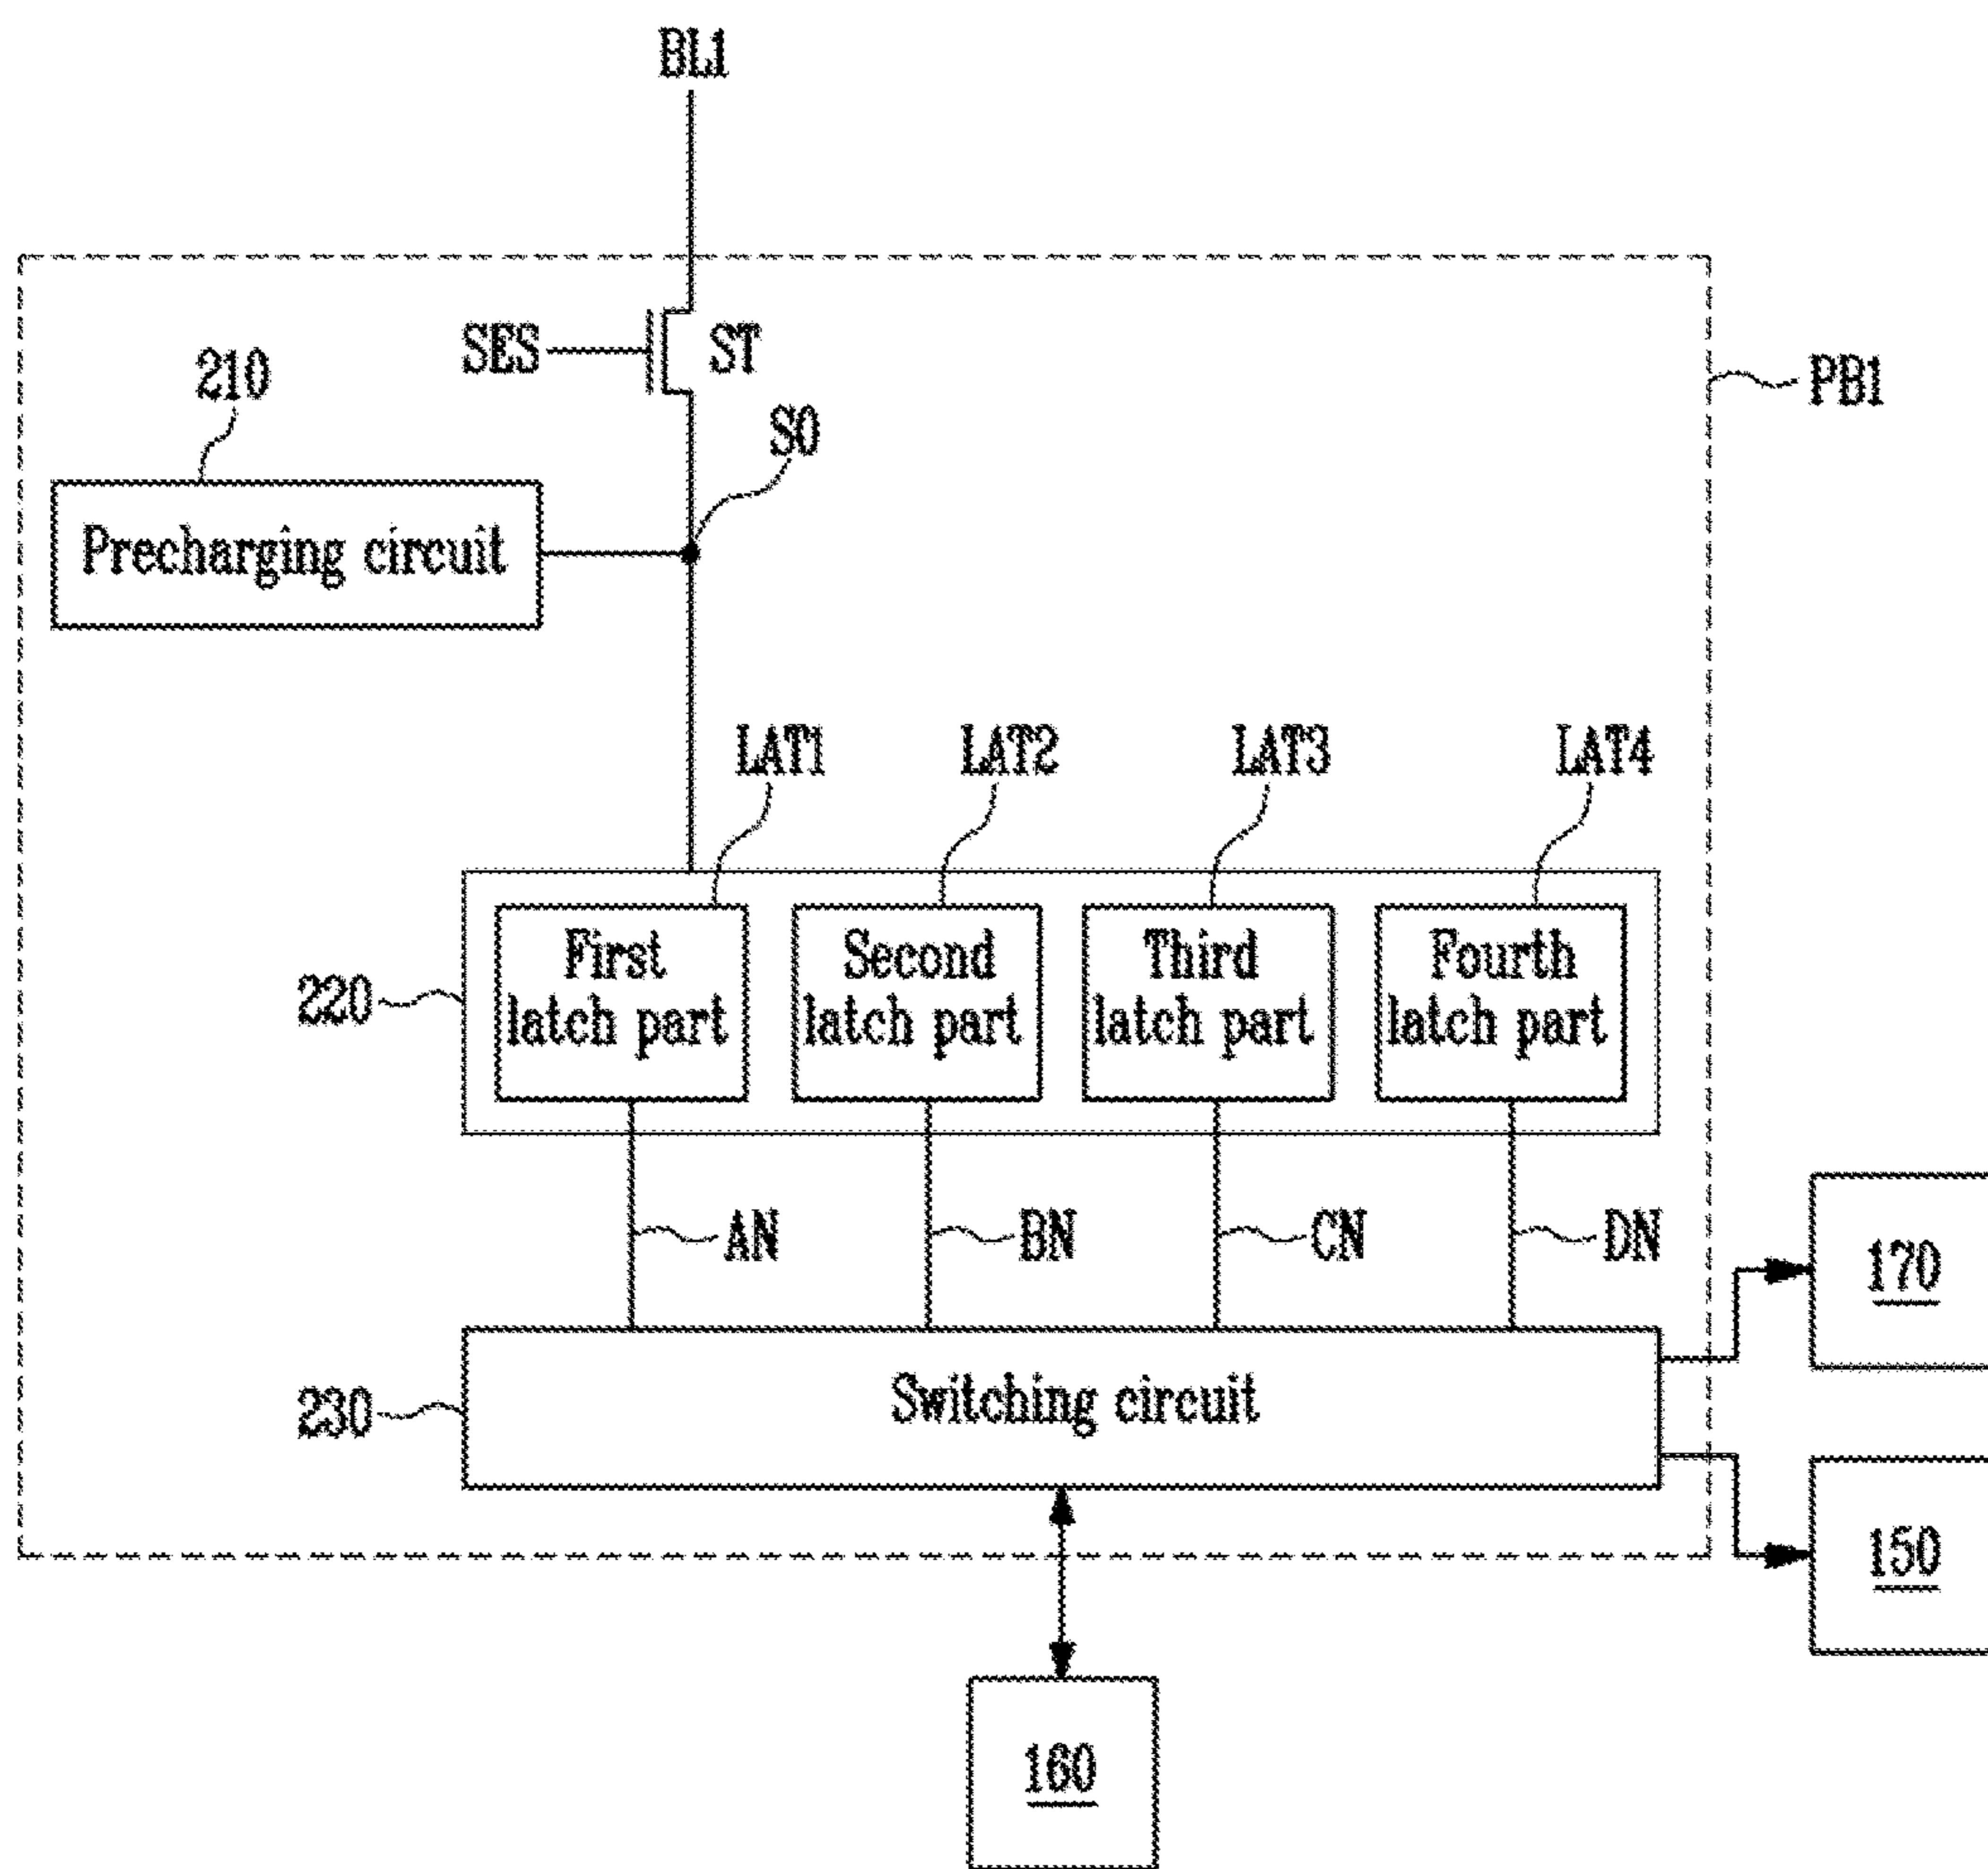 BL1
SES
ST
210
PB1
SO
Precharging circuit
LAT1
LAT2
LAT3
LAT4
First
latch part
Second
latch part
Third
latch part
Fourth
latch part
220
AN
BN
CN
DN
170
Switching circuit
230
150
160